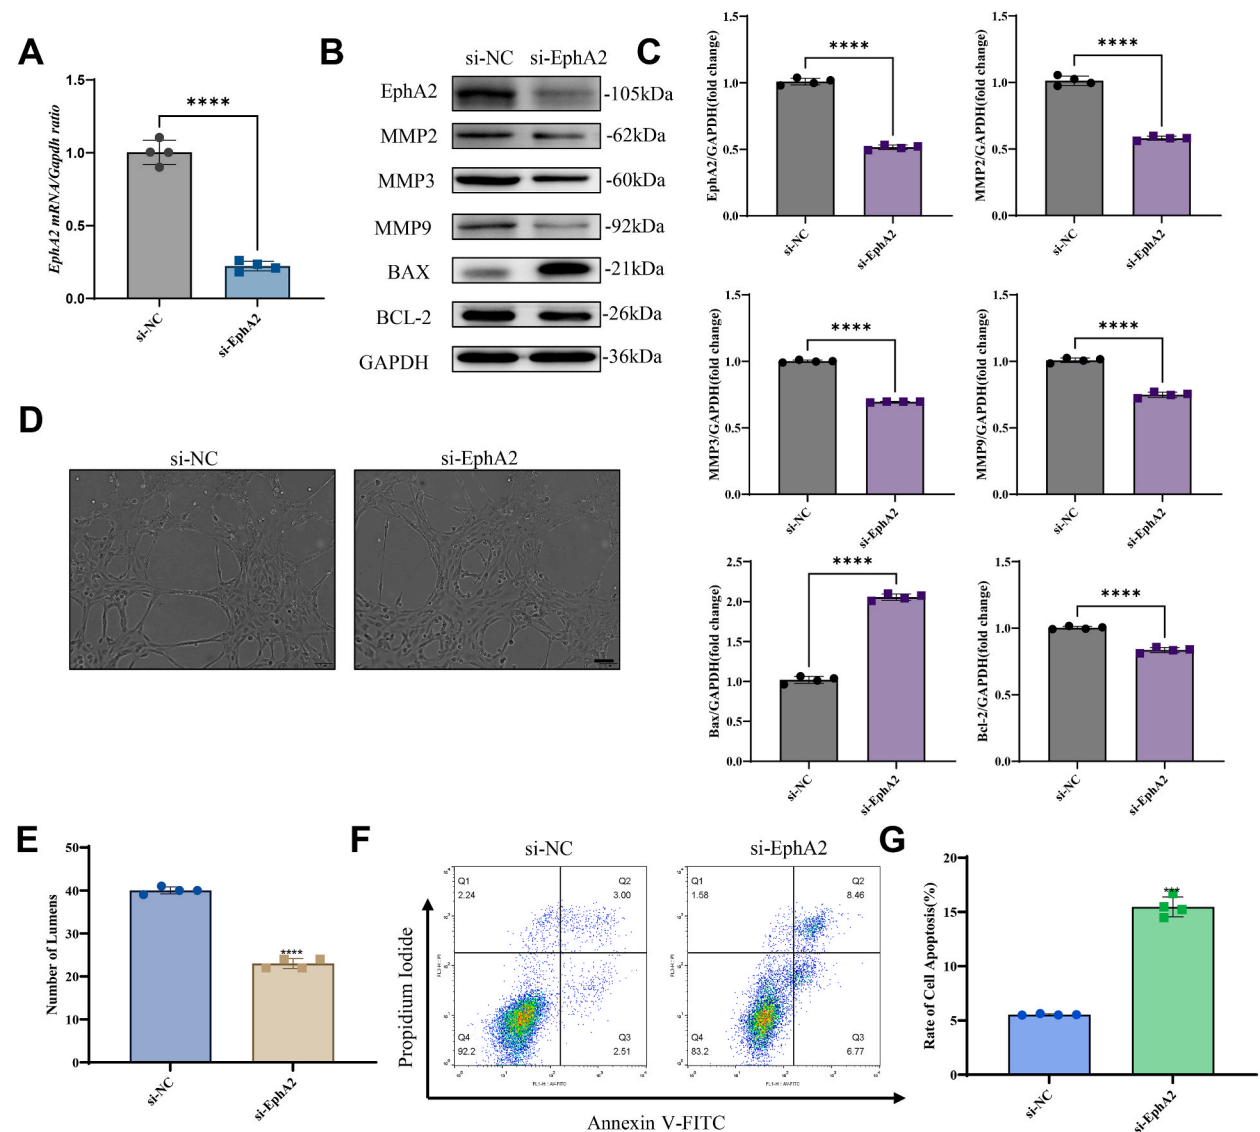 A
EphA2 mRNA/Gapdh ratio
1.5
1.0
0.5
0.0
****
si-NC
si-EphA2
B
si-NC si-EphA2
EphA2 -105kDa
MMP2 -62kDa
MMP3 -60kDa
MMP9 -92kDa
BAX -21kDa
BCL-2 -26kDa
GAPDH -36kDa
C
EphA2/GAPDH(fold change)
1.5
1.0
0.5
0.0
****
si-NC
si-EphA2
MMP2/GAPDH(fold change)
1.5
1.0
0.5
0.0
****
si-NC
si-EphA2
MMP3/GAPDH(fold change)
1.5
1.0
0.5
0.0
****
si-NC
si-EphA2
MMP9/GAPDH(fold change)
1.5
1.0
0.5
0.0
****
si-NC
si-EphA2
Bax/GAPDH(fold change)
2.5
2.0
1.5
1.0
0.5
0.0
****
si-NC
si-EphA2
Bcl-2/GAPDH(fold change)
1.5
1.0
0.5
0.0
****
si-NC
si-EphA2
D
si-NC
si-EphA2
E
Number of Lumens
50
40
30
20
10
0
****
si-NC
si-EphA2
F
si-NC
Q1
2.24
Q2
3.00
Q4
92.2
Q3
2.51
FL1-H :: AV-FITC
si-EphA2
Q1
1.58
Q2
8.46
Q4
83.2
Q3
6.77
FL1-H :: AV-FITC
Propidium Iodide
Annexin V-FITC
G
Rate of Cell Apoptosis(%)
20
15
10
5
0
***
si-NC
si-EphA2